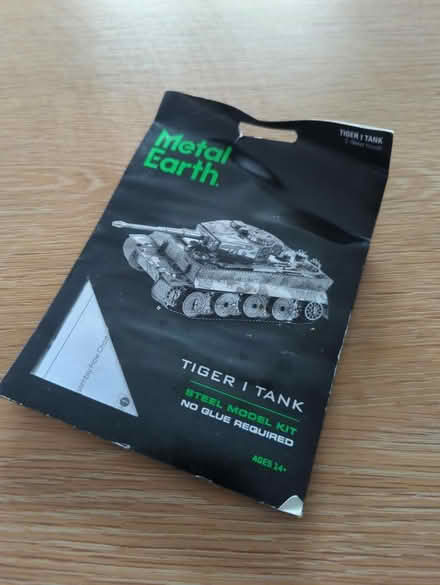 TIGER I TANK
Metal
Earth
TIGER I TANK
STEEL MODEL KIT
NO GLUE REQUIRED
AGES 14+